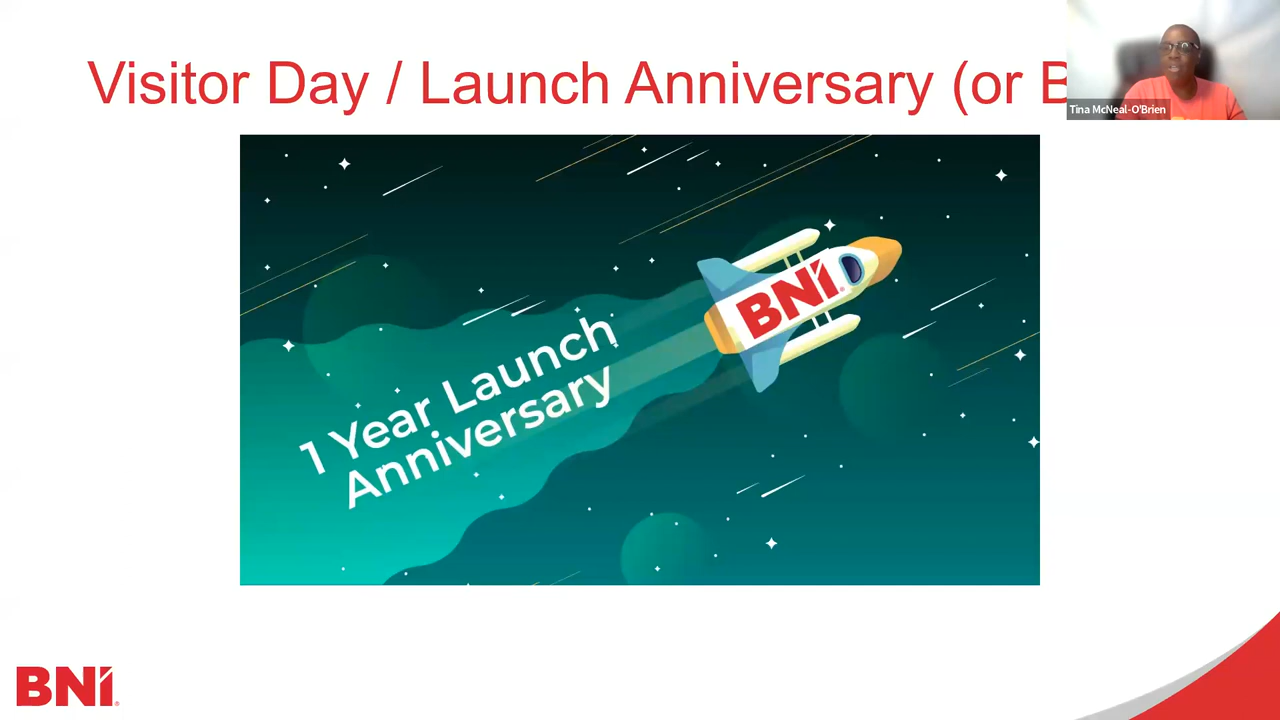 Visitor Day / Launch Anniversary (or B
Tina McNeal-O'Brien
BNI
1 Year Launch
Anniversary
BNI